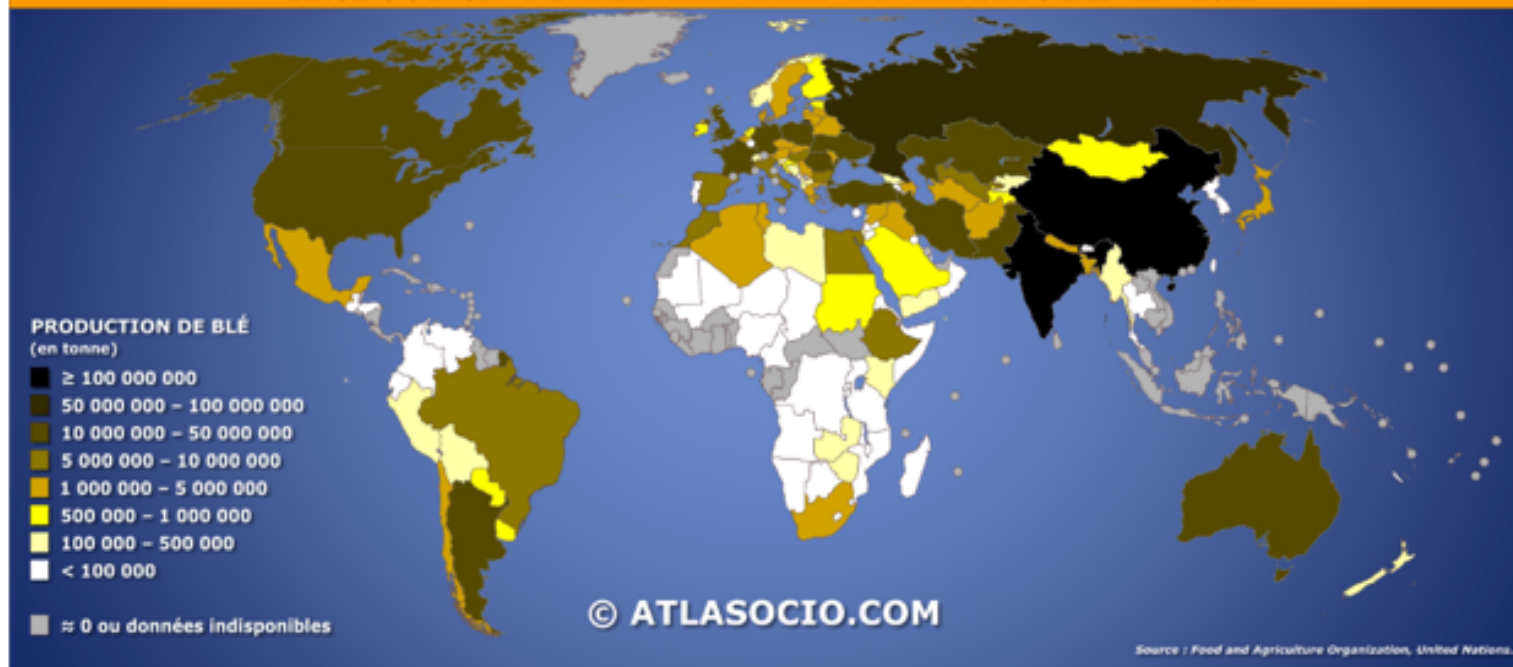 PRODUCTION DE BLÉ
(en tonne)
≥ 100 000 000
50 000 000 – 100 000 000
10 000 000 – 50 000 000
5 000 000 – 10 000 000
1 000 000 – 5 000 000
500 000 – 1 000 000
100 000 – 500 000
< 100 000
≈ 0 ou données indisponibles
© ATLASOCIO.COM
Source : Food and Agriculture Organization, United Nations.